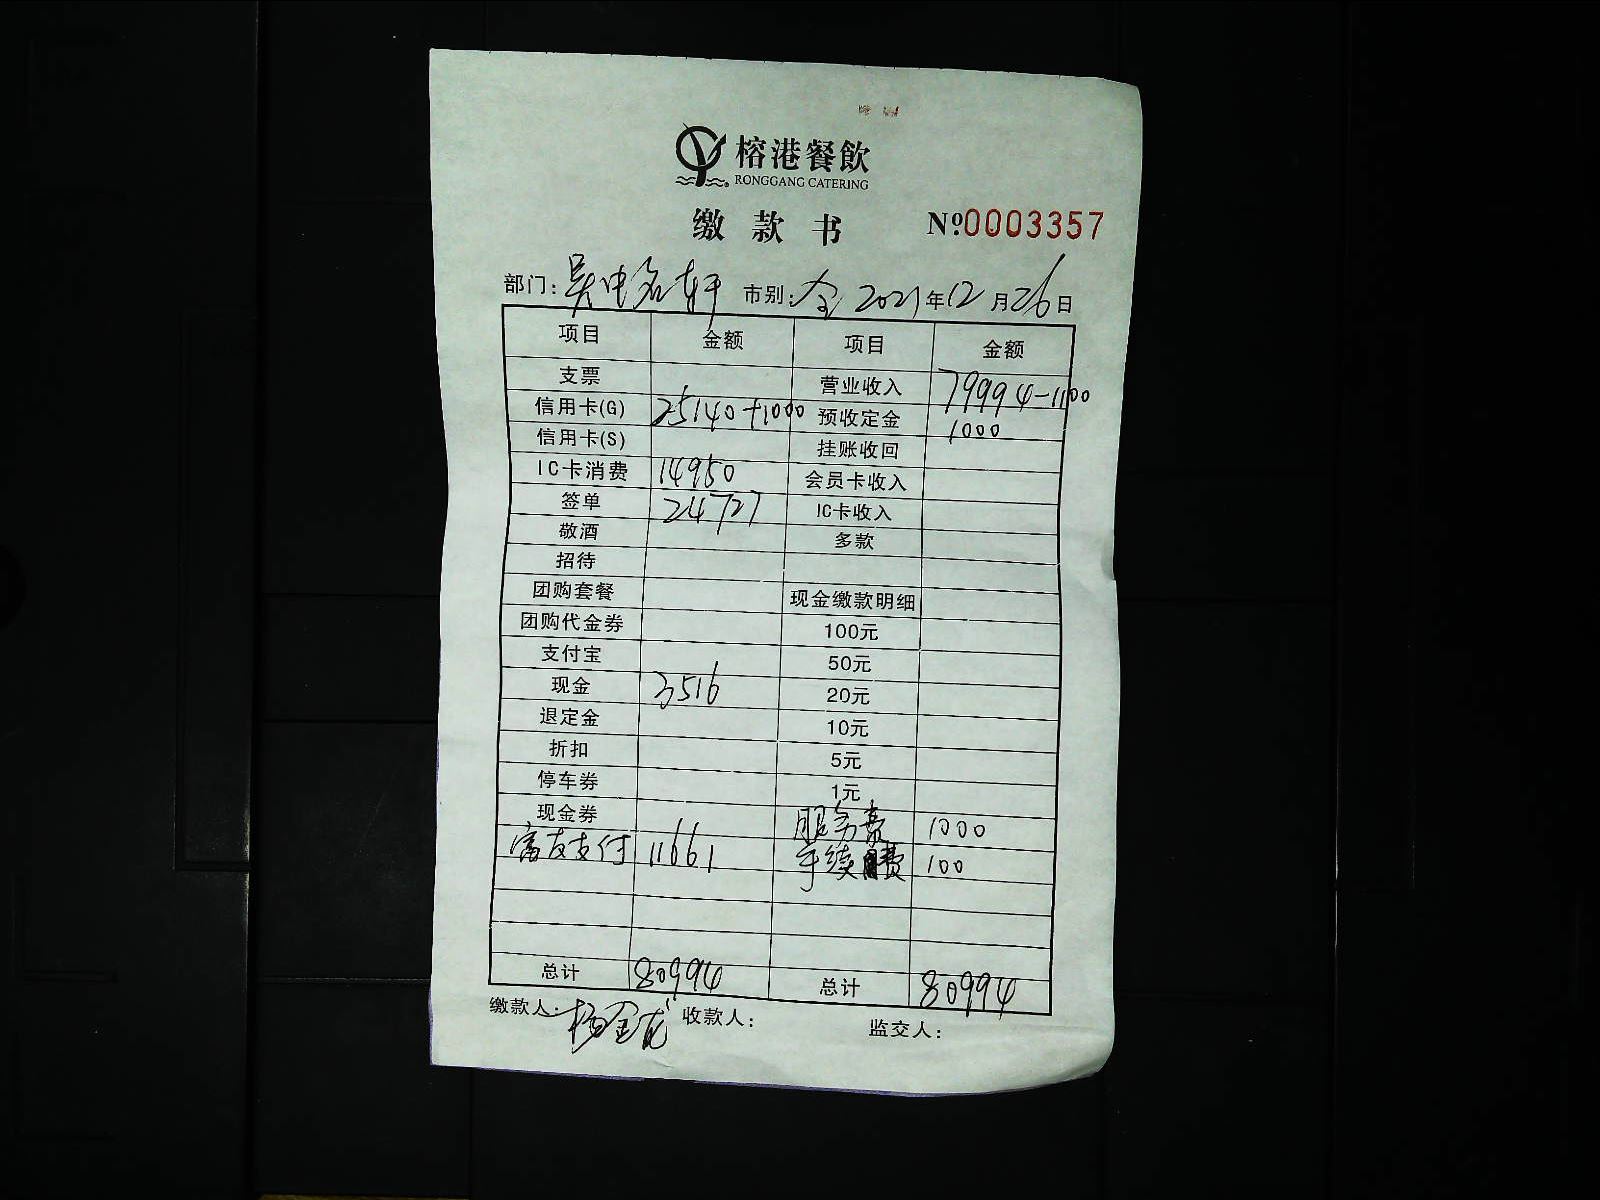 榕港餐飲
RONGGANG CATERING
缴款书 №0003357
部门:吴中名轩 市别:全 2021年12月26日
项目 金额 项目 金额
支票 营业收入 79994-1100
信用卡(G) 25140+1000 预收定金 1000
信用卡(S) 挂账收回
IC卡消费 14950 会员卡收入
签单 24727 IC卡收入
敬酒 多款
招待
团购套餐 现金缴款明细
团购代金券 100元
支付宝 50元
现金 3516 20元
退定金 10元
折扣 5元
停车券 1元
现金券 服务费 1000
富友支付 11661 手续费 100
总计 80994 总计 80994
缴款人:杨金龙 收款人: 监交人: